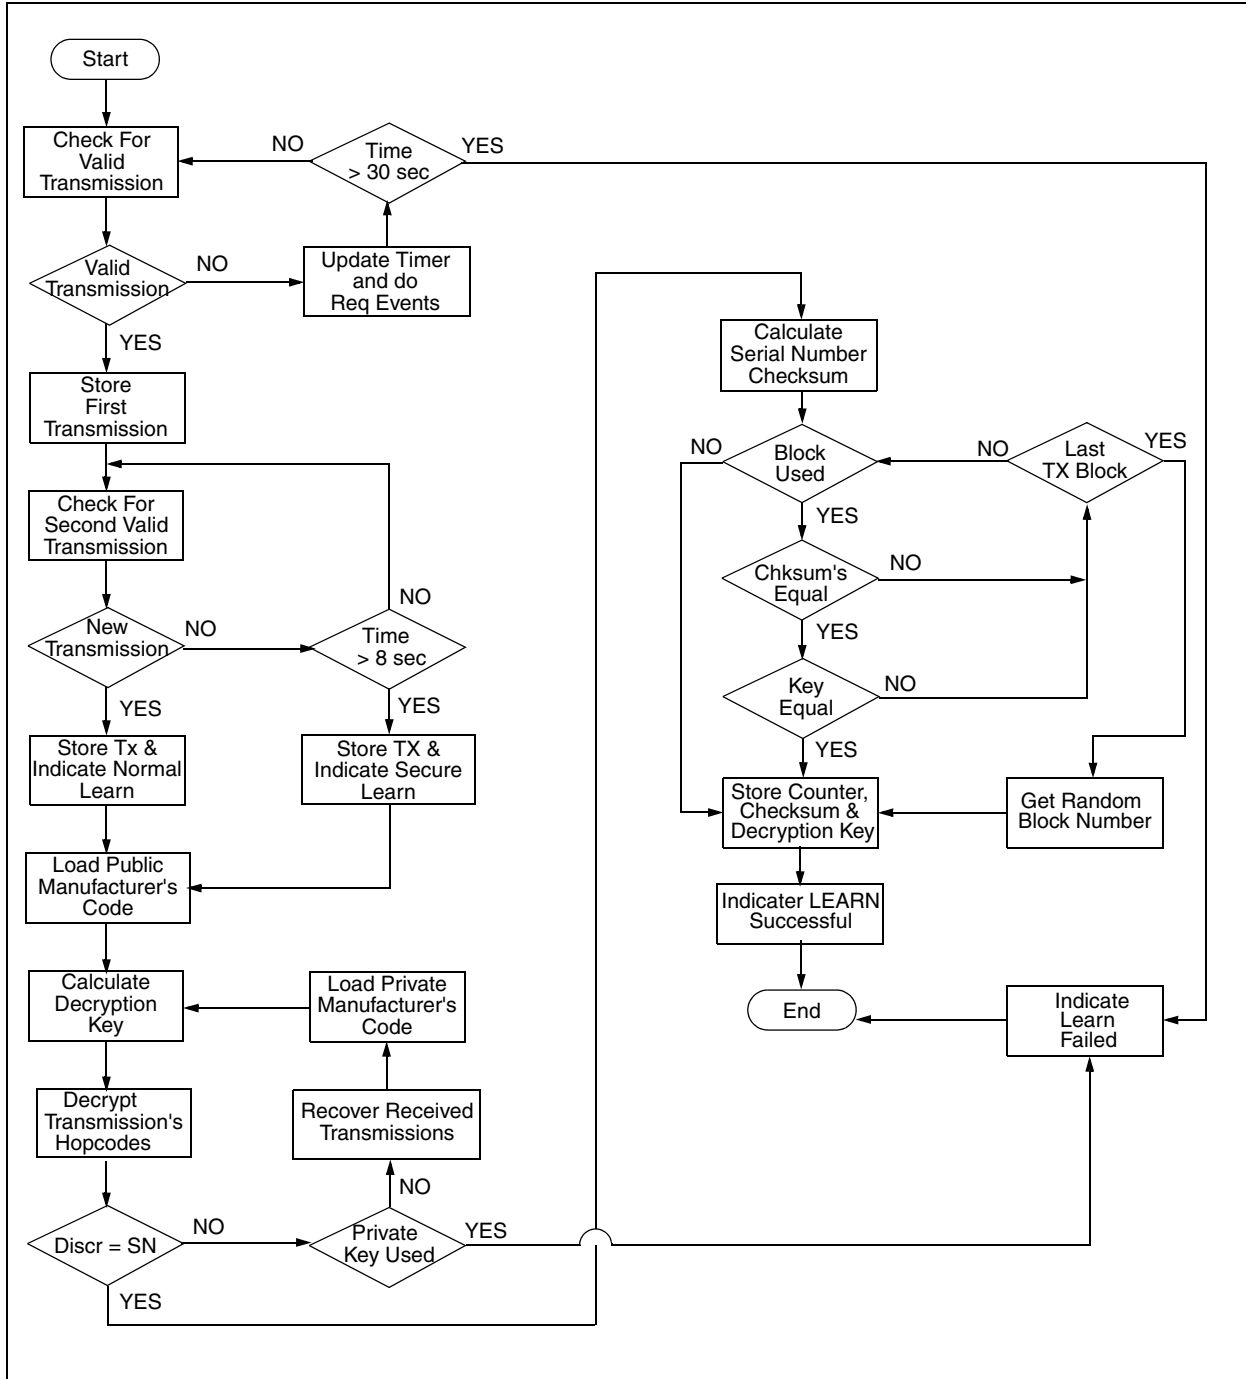 Start
Check For
Valid
Transmission
NO
Time
> 30 sec
YES
Valid
Transmission
NO
Update Timer
and do
Req Events
YES
Store
First
Transmission
Check For
Second Valid
Transmission
NO
New
Transmission
NO
Time
> 8 sec
YES
YES
Store Tx &
Indicate Normal
Learn
Store TX &
Indicate Secure
Learn
Load Public
Manufacturer's
Code
Calculate
Decryption
Key
Load Private
Manufacturer's
Code
Decrypt
Transmission's
Hopcodes
Recover Received
Transmissions
NO
Discr = SN
NO
Private
Key Used
YES
YES
Calculate
Serial Number
Checksum
NO
Block
Used
NO
Last
TX Block
YES
YES
Chksum's
Equal
NO
YES
Key
Equal
NO
YES
Store Counter,
Checksum &
Decryption Key
Get Random
Block Number
Indicater LEARN
Successful
End
Indicate
Learn
Failed